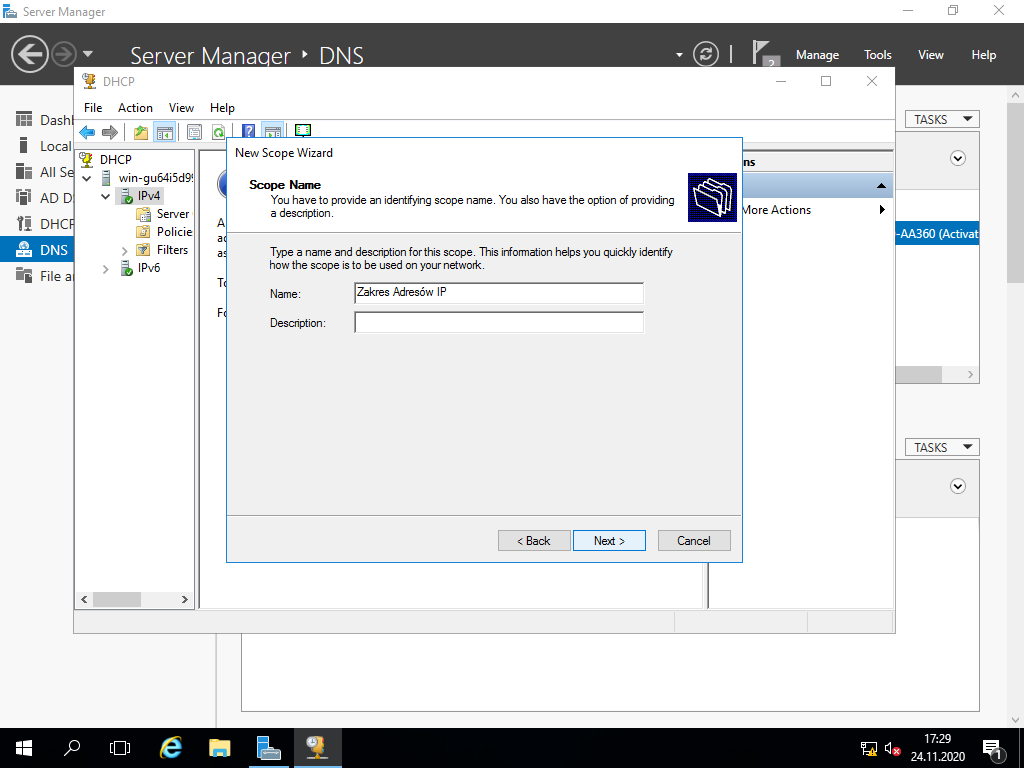 Server Manager
Server Manager DNS
2
Manage Tools View Help
DHCP
File Action View Help
Dashb
Local
All Se
AD D
DHCP
DNS
File an
DHCP
win-gu64i5d9
IPv4
Server
Policie
Filters
IPv6
TASKS
-AA360 (Activat
TASKS
ns
More Actions
New Scope Wizard
Scope Name
You have to provide an identifying scope name. You also have the option of providing
a description.
Type a name and description for this scope. This information helps you quickly identify
how the scope is to be used on your network.
Name: Zakres Adresów IP
Description:
< Back Next > Cancel
17:29
24.11.2020
1